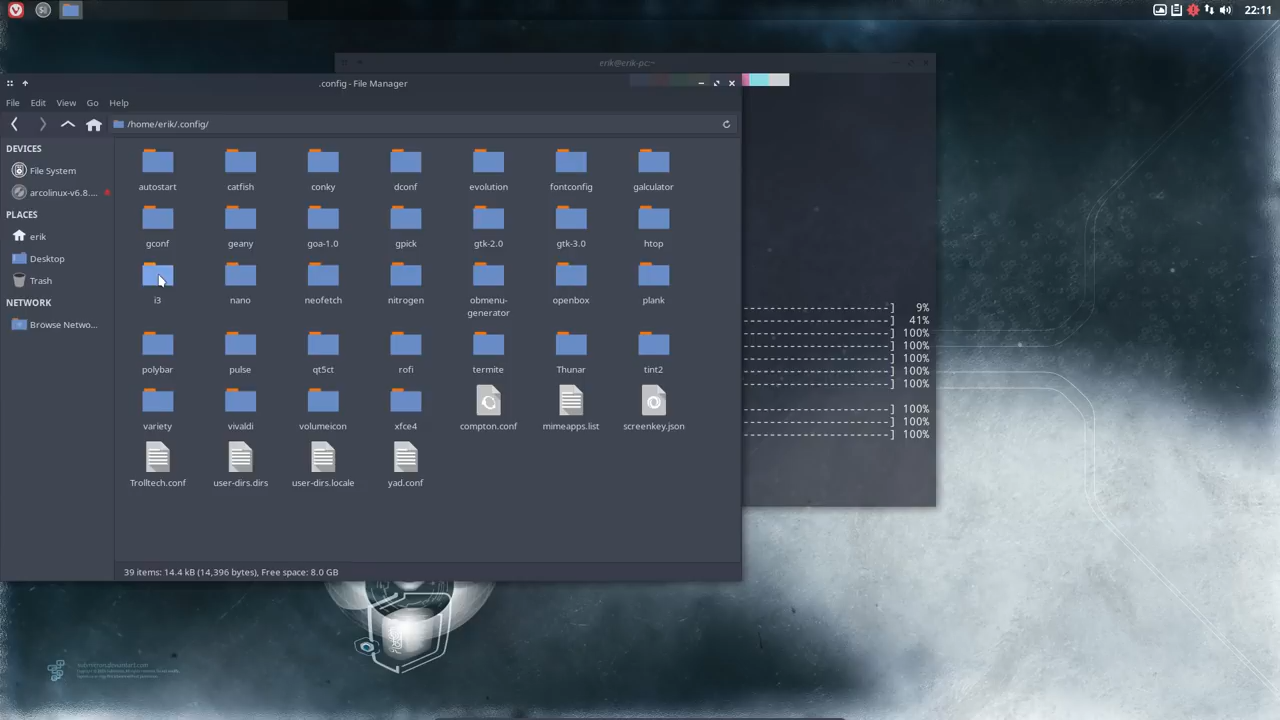 22:11
erik@erik-pc:~
.config - File Manager
File Edit View Go Help
/home/erik/.config/
DEVICES
File System
arcolinux-v6.8....
PLACES
erik
Desktop
Trash
NETWORK
Browse Netwo...
autostart catfish conky dconf evolution fontconfig galculator
gconf geany goa-1.0 gpick gtk-2.0 gtk-3.0 htop
i3 nano neofetch nitrogen obmenu-generator openbox plank
polybar pulse qt5ct rofi termite Thunar tint2
variety vivaldi volumeicon xfce4 compton.conf mimeapps.list screenkey.json
Trolltech.conf user-dirs.dirs user-dirs.locale yad.conf
39 items: 14.4 kB (14,396 bytes), Free space: 8.0 GB
-----------------------] 9%
-----------------------] 41%
-----------------------] 100%
-----------------------] 100%
-----------------------] 100%
-----------------------] 100%
-----------------------] 100%
-----------------------] 100%
-----------------------] 100%
-----------------------] 100%